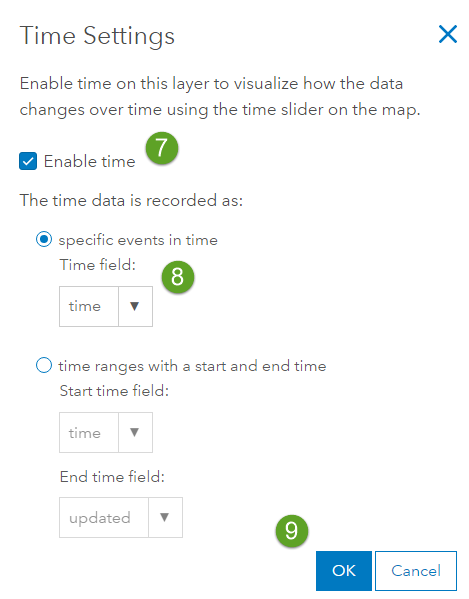 Time Settings
Enable time on this layer to visualize how the data
changes over time using the time slider on the map.
Enable time 7
The time data is recorded as:
specific events in time
Time field:
8
time
time ranges with a start and end time
Start time field:
time
End time field:
updated
9
OK Cancel